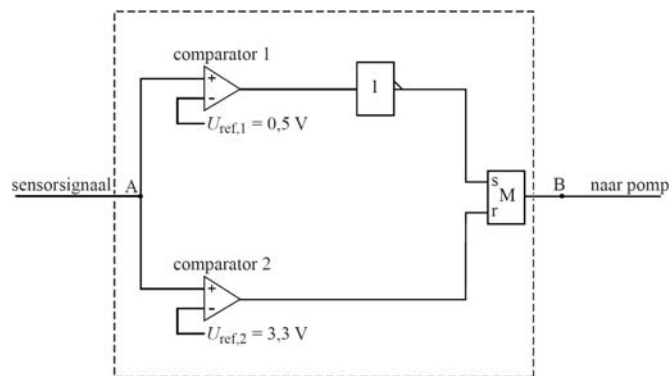 comparator 1
+
-
U_ref,1 = 0,5 V
1
sensorsignaal A
s
M
r
B naar pomp
comparator 2
+
-
U_ref,2 = 3,3 V